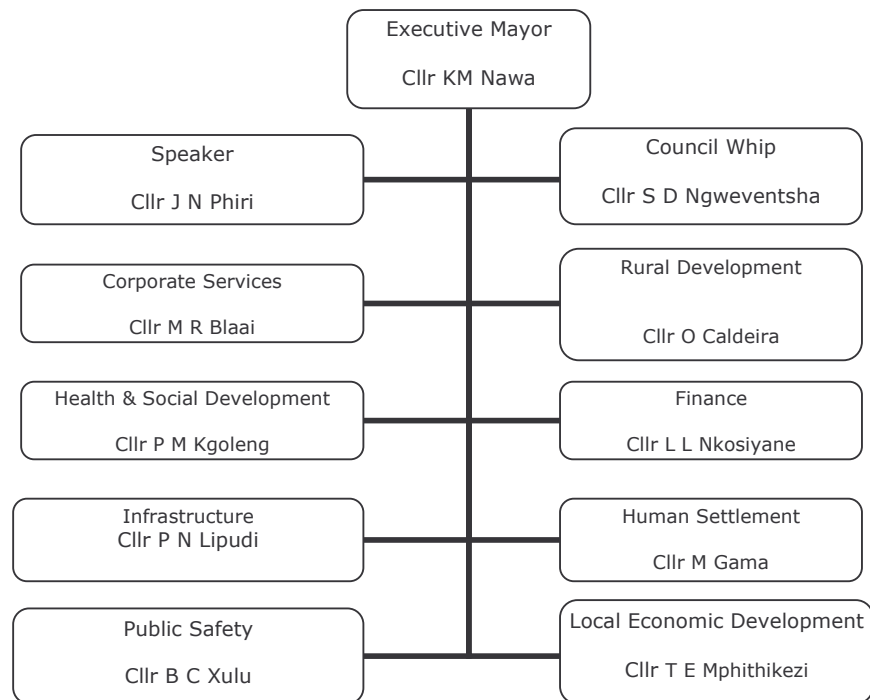 Executive Mayor
Cllr KM Nawa
Speaker
Cllr J N Phiri
Council Whip
Cllr S D Ngweventsha
Corporate Services
Cllr M R Blaai
Rural Development
Cllr O Caldeira
Health & Social Development
Cllr P M Kgoleng
Finance
Cllr L L Nkosiyane
Infrastructure
Cllr P N Lipudi
Human Settlement
Cllr M Gama
Public Safety
Cllr B C Xulu
Local Economic Development
Cllr T E Mphithikezi